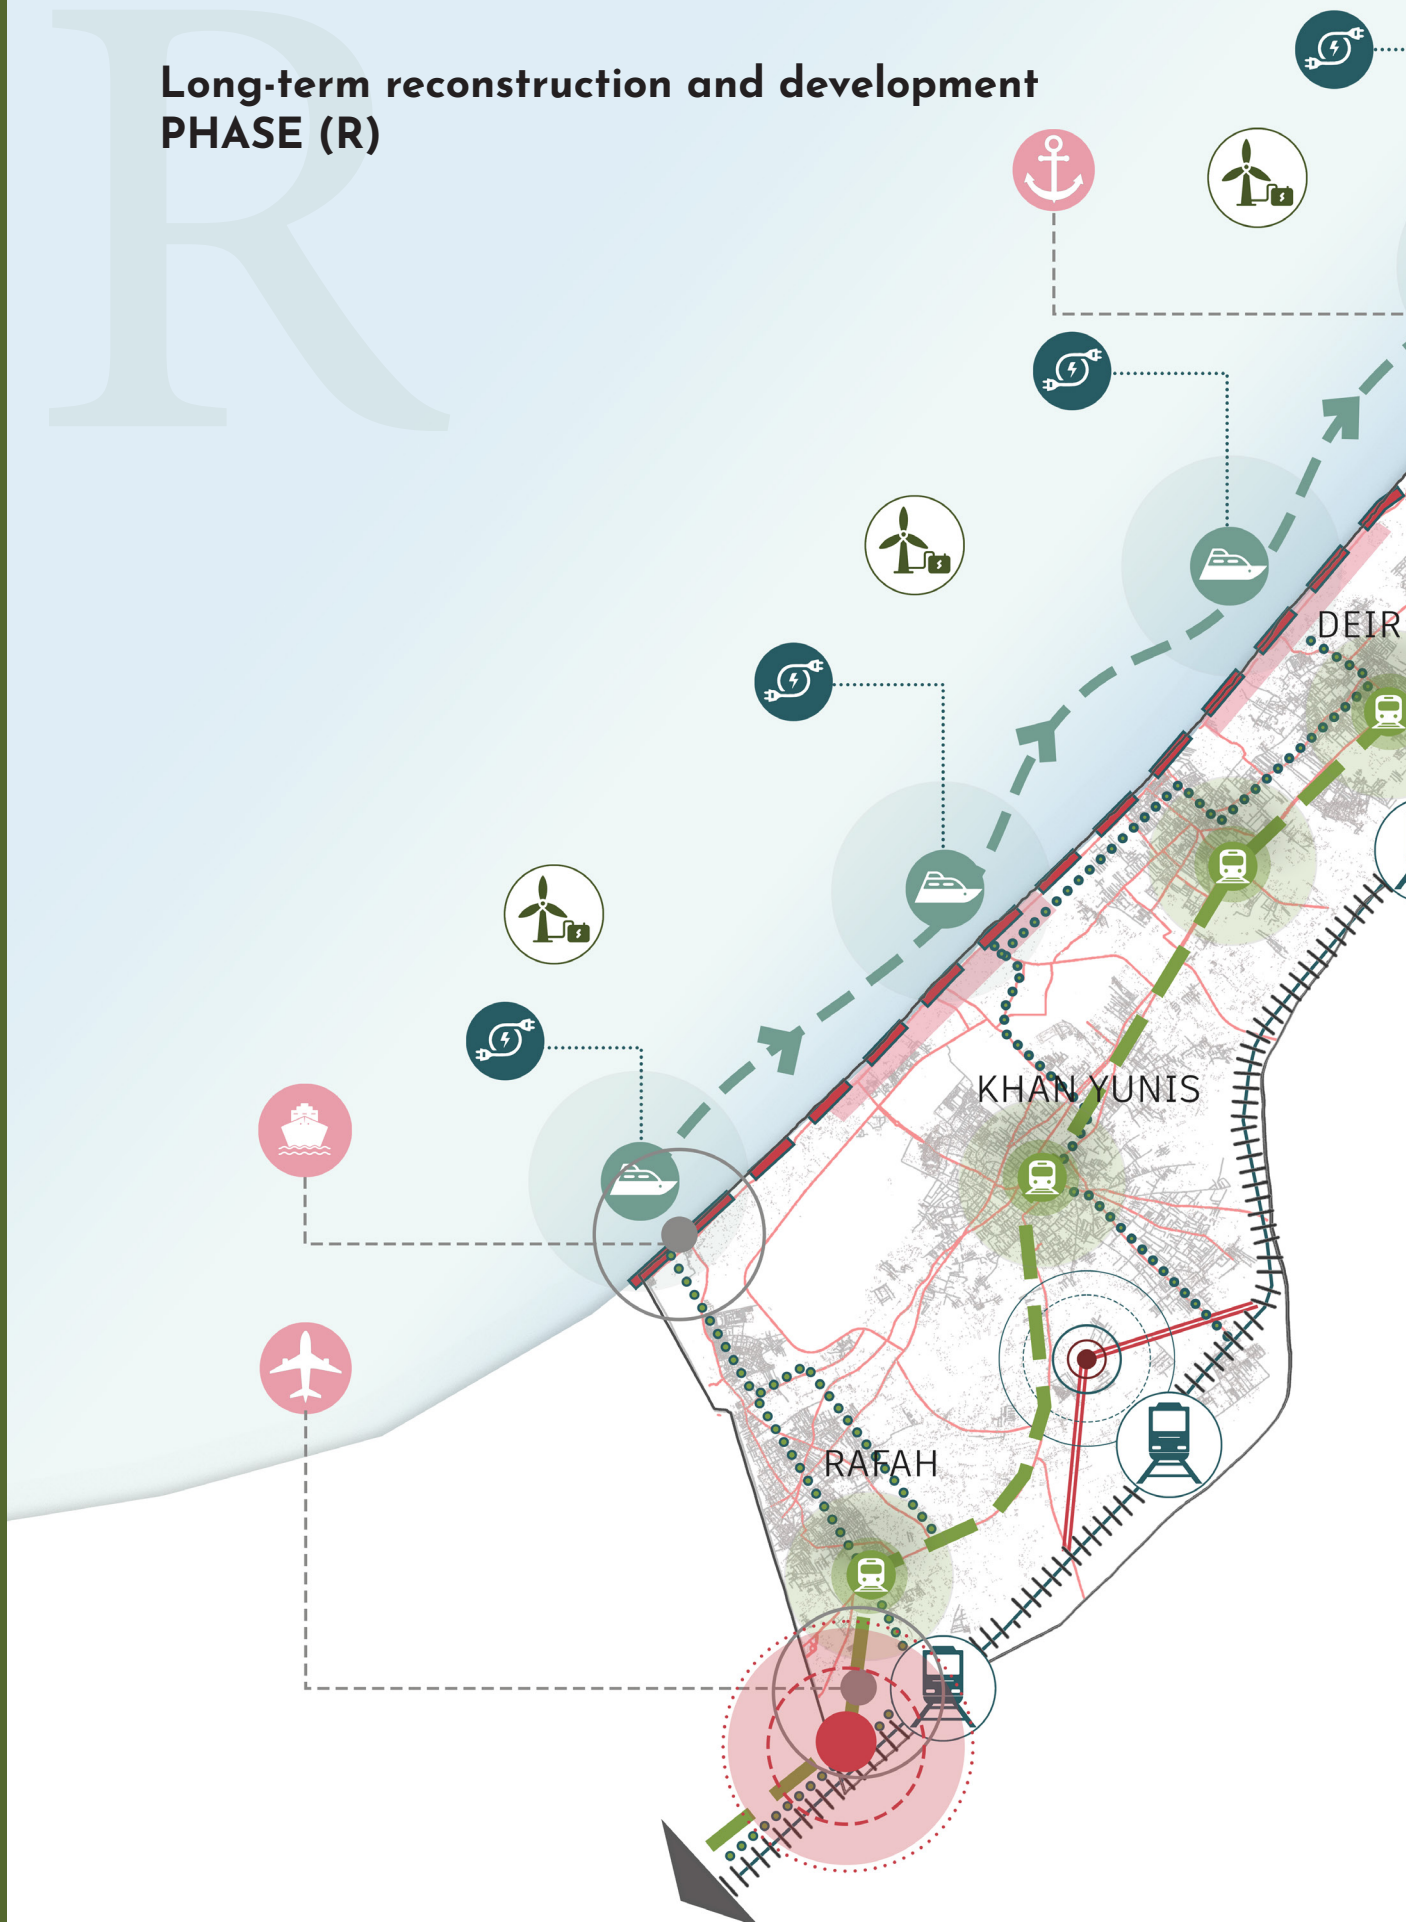 R
Long-term reconstruction and development
PHASE (R)
DEIR
KHAN YUNIS
RAFAH